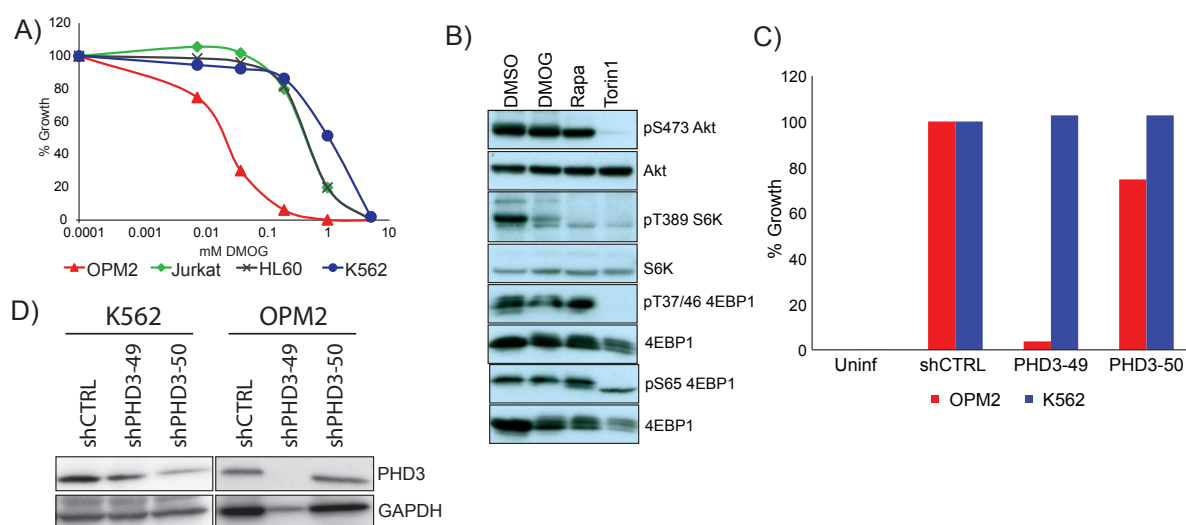 A)
120
100
80
60
40
20
0
% Growth
0.0001 0.001 0.01 0.1 1 10
mM DMOG
OPM2 Jurkat HL60 K562
B)
DMSO DMOG Rapa Torin1
pS473 Akt
Akt
pT389 S6K
S6K
pT37/46 4EBP1
4EBP1
pS65 4EBP1
4EBP1
C)
120
100
80
60
40
20
0
% Growth
Uninf shCTRL PHD3-49 PHD3-50
OPM2 K562
D)
K562 OPM2
shCTRL shPHD3-49 shPHD3-50 shCTRL shPHD3-49 shPHD3-50
PHD3
GAPDH